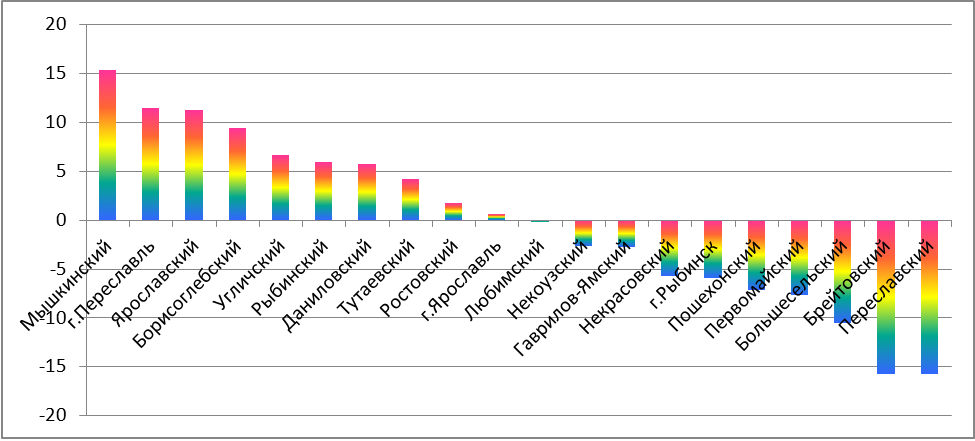 20
15
10
5
0
-5
-10
-15
-20
Мышкинский
г.Переславль
Ярославский
Борисоглебский
Угличский
Рыбинский
Даниловский
Тутаевский
Ростовский
г.Ярославль
Любимский
Некоузский
Гаврилов-Ямский
Некрасовский
г.Рыбинск
Пошехонский
Первомайский
Большесельский
Брейтовский
Переславский